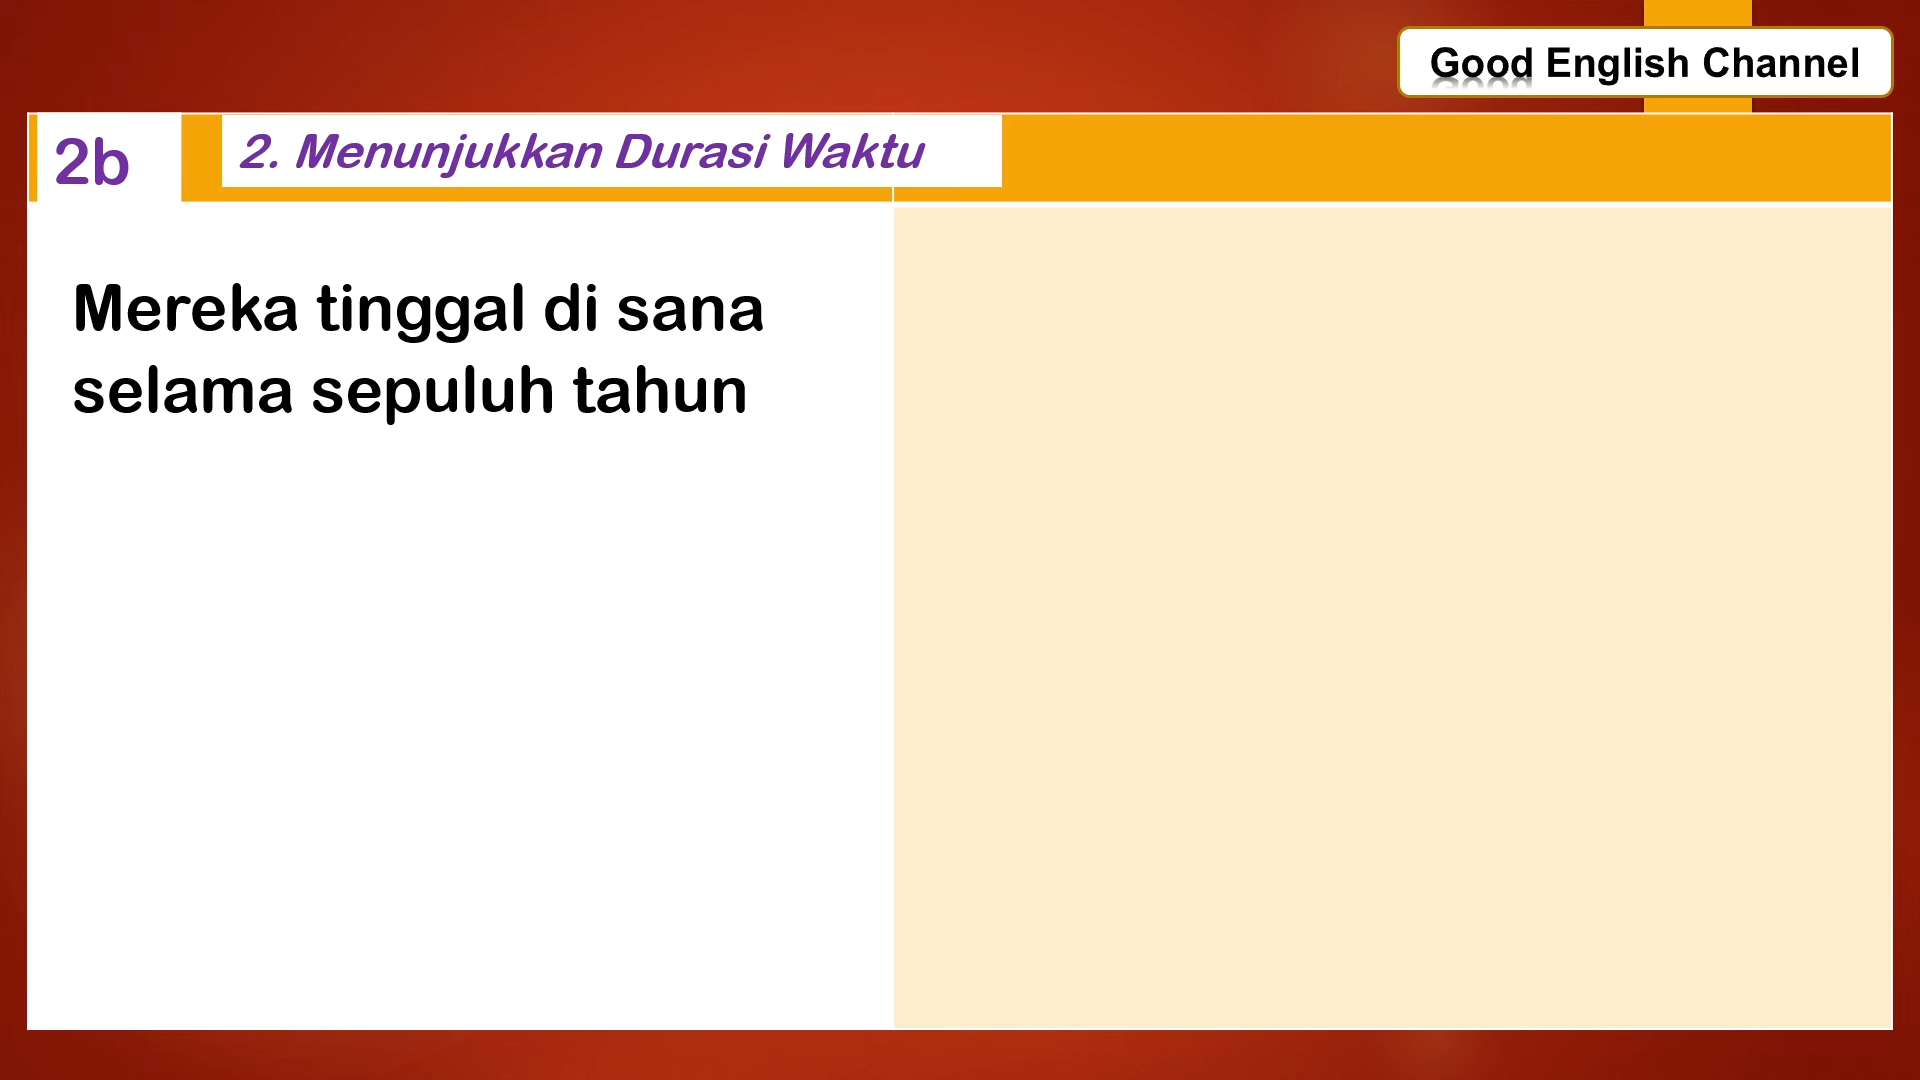 Good English Channel
2b
2. Menunjukkan Durasi Waktu
Mereka tinggal di sana
selama sepuluh tahun